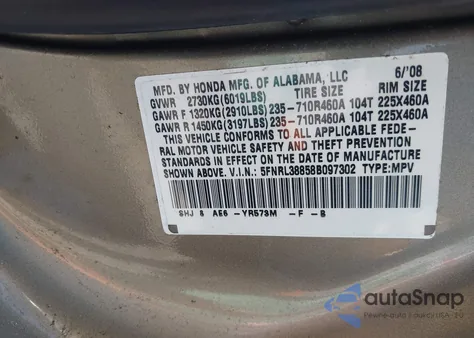 MFD. BY HONDA MFG. OF ALABAMA, LLC 6/'08
GVWR 2730KG(6019LBS) TIRE SIZE RIM SIZE
GAWR F 1320KG(2910LBS) 235-710R460A 104T 225X460A
GAWR R 1450KG(3197LBS) 235-710R460A 104T 225X460A
THIS VEHICLE CONFORMS TO ALL APPLICABLE FEDE-
RAL MOTOR VEHICLE SAFETY AND THEFT PREVENTION
STANDARDS IN EFFECT ON THE DATE OF MANUFACTURE
SHOWN ABOVE. V.I.N.: 5FNRL38858B097302 TYPE:MPV
SHJ 8 AE6 -YR573M -F -B
autoSnap